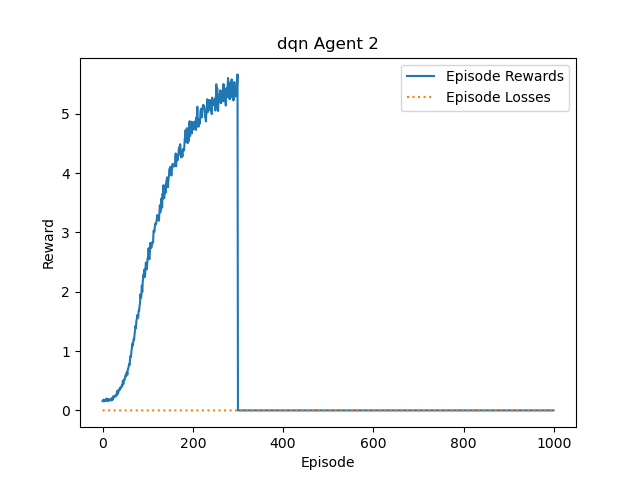 dqn Agent 2
Episode Rewards
Episode Losses
5
4
3
2
1
0
Reward
0 200 400 600 800 1000
Episode